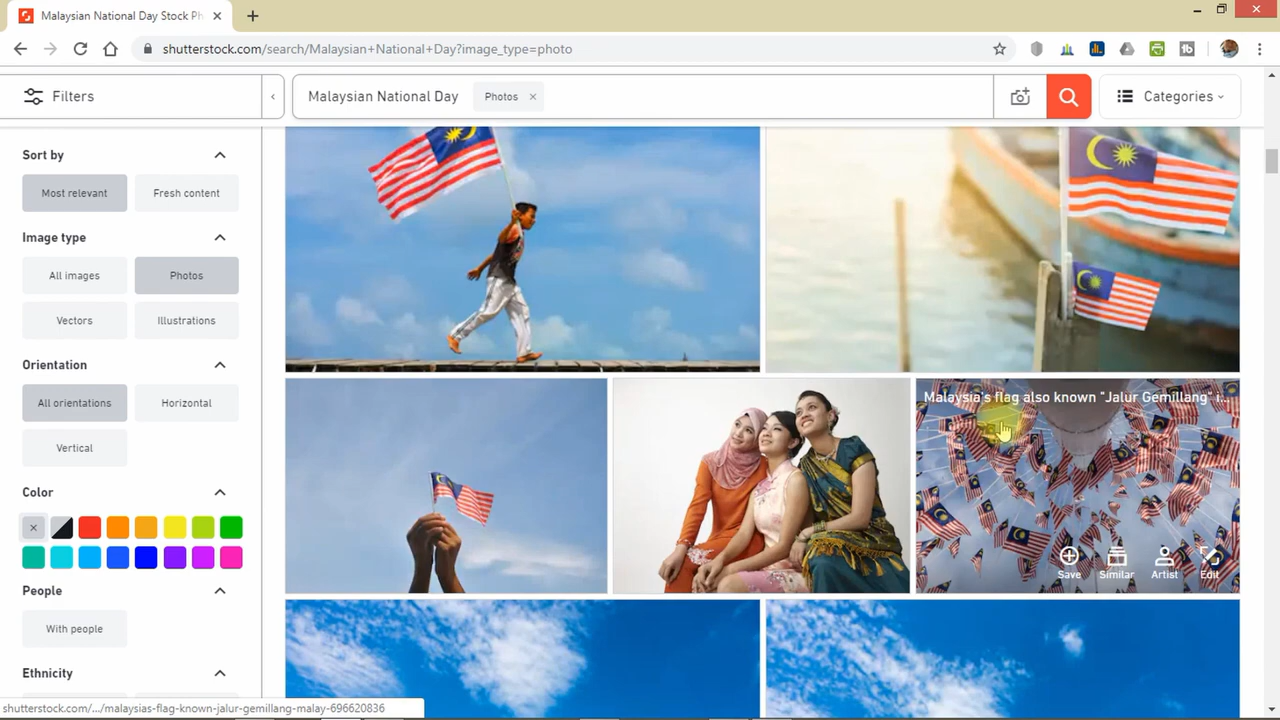 Malaysian National Day Stock Ph
shutterstock.com/search/Malaysian+National+Day?image_type=photo
Filters
Malaysian National Day
Photos ×
Categories
Sort by
Most relevant
Fresh content
Image type
All images
Photos
Vectors
Illustrations
Orientation
All orientations
Horizontal
Vertical
Color
People
With people
Ethnicity
Malaysia's flag also known "Jalur Gemillang" i...
Save
Similar
Artist
Edit
shutterstock.com/.../malaysias-flag-known-jalur-gemillang-malay-696620836